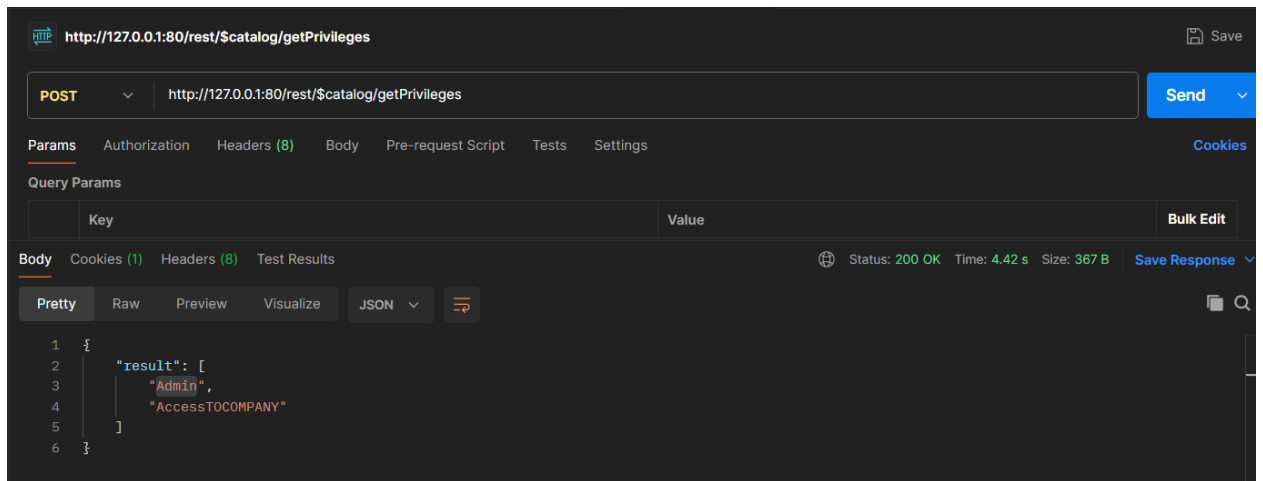 HTTP http://127.0.0.1:80/rest/$catalog/getPrivileges Save
POST http://127.0.0.1:80/rest/$catalog/getPrivileges Send
Params Authorization Headers (8) Body Pre-request Script Tests Settings Cookies
Query Params
Key Value Bulk Edit
Body Cookies (1) Headers (8) Test Results Status: 200 OK Time: 4.42 s Size: 367 B Save Response
Pretty Raw Preview Visualize JSON
1 {
2 "result": [
3 "Admin",
4 "AccessTOCOMPANY"
5 ]
6 }